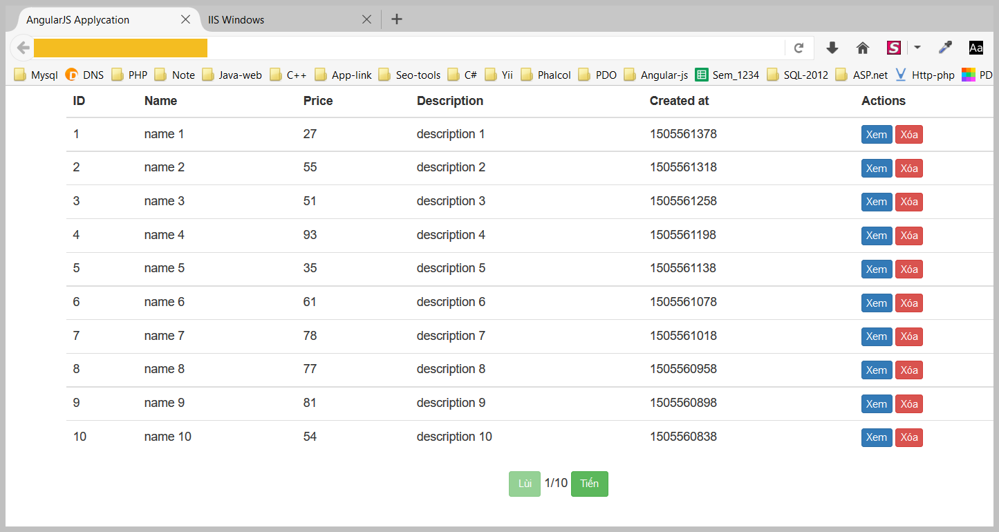 AngularJS Applycation IIS Windows
Aa
Mysql DNS PHP Note Java-web C++ App-link Seo-tools C# Yii Phalcol PDO Angular-js Sem_1234 SQL-2012 ASP.net Http-php PD
ID Name Price Description Created at Actions
1 name 1 27 description 1 1505561378 Xem Xóa
2 name 2 55 description 2 1505561318 Xem Xóa
3 name 3 51 description 3 1505561258 Xem Xóa
4 name 4 93 description 4 1505561198 Xem Xóa
5 name 5 35 description 5 1505561138 Xem Xóa
6 name 6 61 description 6 1505561078 Xem Xóa
7 name 7 78 description 7 1505561018 Xem Xóa
8 name 8 77 description 8 1505560958 Xem Xóa
9 name 9 81 description 9 1505560898 Xem Xóa
10 name 10 54 description 10 1505560838 Xem Xóa
Lùi 1/10 Tiến